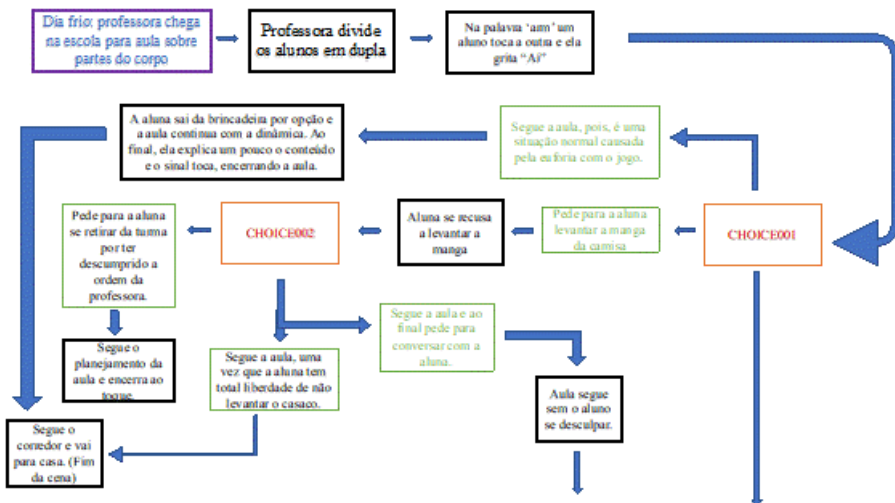 Dia frio: professora chega
na escola para aula sobre
partes do corpo
Professora divide
os alunos em dupla
Na palavra 'arm' um
aluno toca a outra e ela
grita "Ai"
A aluna sai da brincadeira por opção e
a aula continua com a dinâmica. Ao
final, ela explica um pouco o conteúdo
e o sinal toca, encerrando a aula.
Segue a aula, pois, é uma
situação normal causada
pela euforia com o jogo.
Pede para a aluna
se retirar da turma
por ter
descumprido a
ordem da
professora.
CHOICE002
Aluna se recusa
a levantar a
manga
Pede para a aluna
levantar a manga
da camisa
CHOICE001
Segue o
planejamento da
aula e encerra ao
toque.
Segue a aula, uma
vez que a aluna tem
total liberdade de não
levantar o casaco.
Segue a aula e ao
final pede para
conversar com a
aluna.
Aula segue
sem o aluno
se desculpar.
Segue o
corredor e vai
para casa. (Fim
da cena)